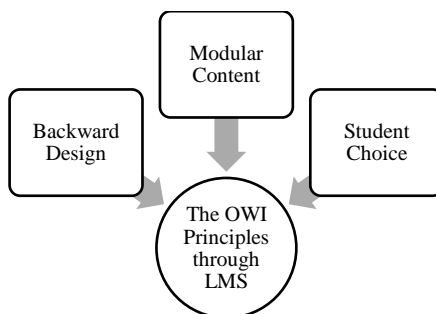 Modular
Content
Backward
Design
Student
Choice
The OWI
Principles
through
LMS